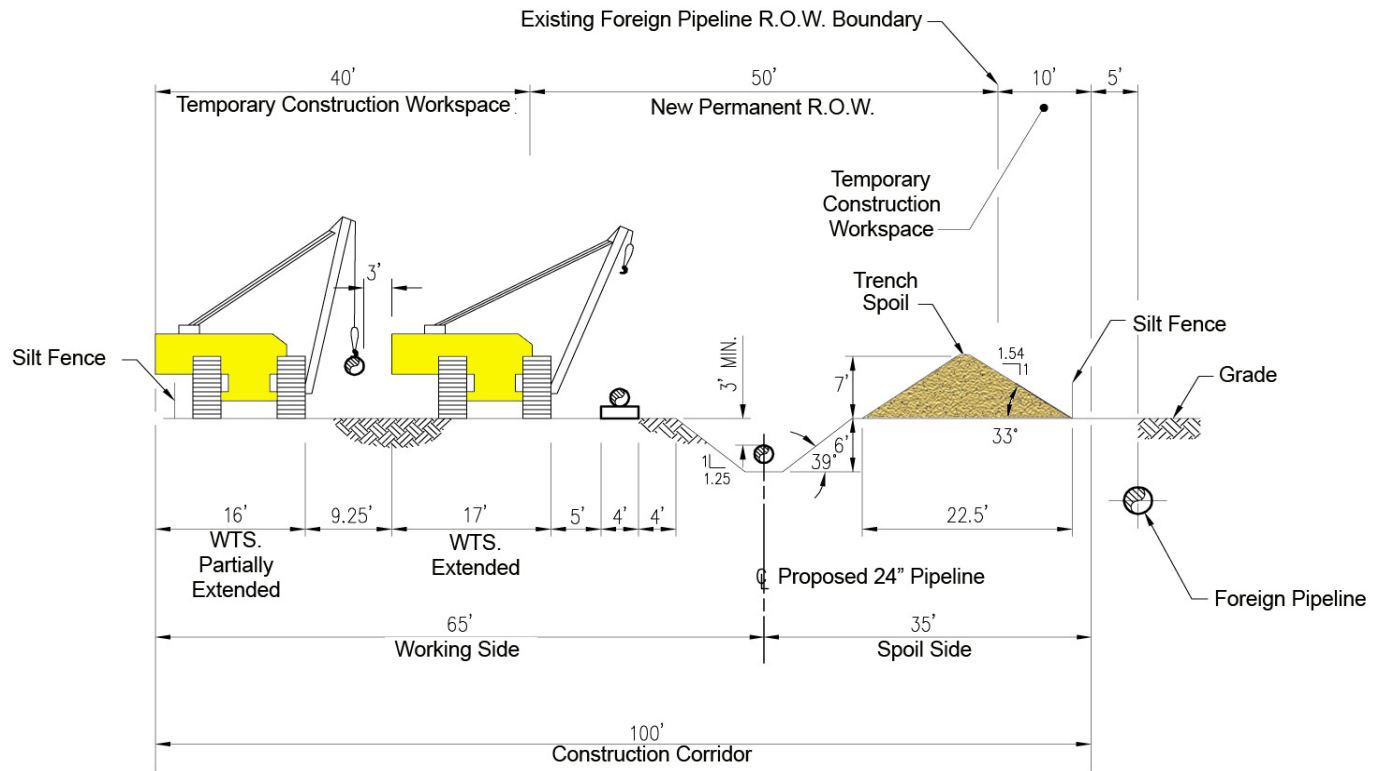 Existing Foreign Pipeline R.O.W. Boundary
40’
50’
10’
5’
Temporary Construction Workspace
New Permanent R.O.W.
Temporary
Construction
Workspace
3’
Trench
Spoil
Silt Fence
Silt Fence
3’ MIN.
7’
1.54
1
Grade
33°
6’
39°
1
1.25
16’
9.25’
17’
5’
4’
4’
22.5’
WTS.
Partially
Extended
WTS.
Extended
℄ Proposed 24” Pipeline
Foreign Pipeline
65’
35’
Working Side
Spoil Side
100’
Construction Corridor